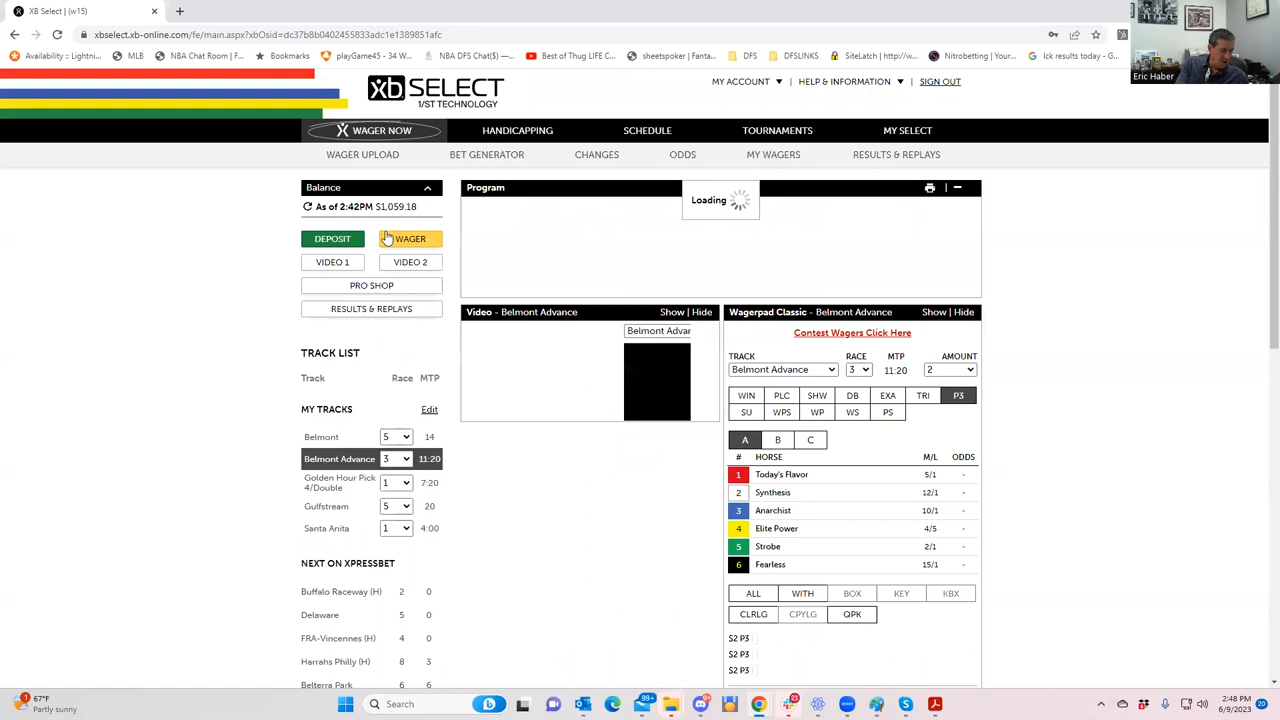 XB Select | (w15)
xbselect.xb-online.com/fe/main.aspx?xbOsid=dc37b8b0402455833adc1e1389851afc
Availability :: Lightni...
MLB
NBA Chat Room | F...
Bookmarks
playGame45 - 34 W...
NBA DFS Chat($) -...
Best of Thug LIFE C...
sheetspoker | Fanta...
DFS
DFSLINKS
SiteLatch | http://w...
Nitrobetting | Your...
lck results today - G...
Eric Haber
xb SELECT
1/ST TECHNOLOGY
MY ACCOUNT
HELP & INFORMATION
SIGN OUT
WAGER NOW
HANDICAPPING
SCHEDULE
TOURNAMENTS
MY SELECT
WAGER UPLOAD
BET GENERATOR
CHANGES
ODDS
MY WAGERS
RESULTS & REPLAYS
Balance
As of 2:42PM $1,059.18
DEPOSIT
WAGER
VIDEO 1
VIDEO 2
PRO SHOP
RESULTS & REPLAYS
TRACK LIST
Track Race MTP
MY TRACKS Edit
Belmont 5 14
Belmont Advance 3 11:20
Golden Hour Pick 4/Double 1 7:20
Gulfstream 5 20
Santa Anita 1 4:00
NEXT ON XPRESSBET
Buffalo Raceway (H) 2 0
Delaware 5 0
FRA-Vincennes (H) 4 0
Harrahs Philly (H) 8 3
Belterra Park 6 6
Program
Loading
Video - Belmont Advance Show | Hide
Belmont Advar
Wagerpad Classic - Belmont Advance Show | Hide
Contest Wagers Click Here
TRACK RACE MTP AMOUNT
Belmont Advance 3 11:20 2
WIN PLC SHW DB EXA TRI P3
SU WPS WP WS PS
A B C
# HORSE M/L ODDS
1 Today's Flavor 5/1 -
2 Synthesis 12/1 -
3 Anarchist 10/1 -
4 Elite Power 4/5 -
5 Strobe 2/1 -
6 Fearless 15/1 -
ALL WITH BOX KEY KBX
CLRLG CPYLG QPK
$2 P3
$2 P3
$2 P3
67°F
Partly sunny
Search
99+
23
2:48 PM
6/9/2023
20